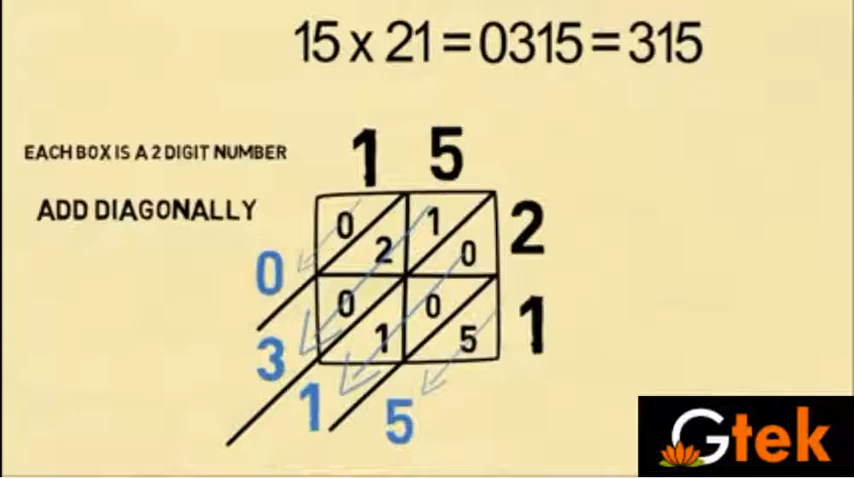 15 x 21 = 0315 = 315
EACH BOX IS A 2 DIGIT NUMBER
ADD DIAGONALLY
1 5
0 2 1 0 2
0
0 1 0 5 1
3
1 5
Gtek